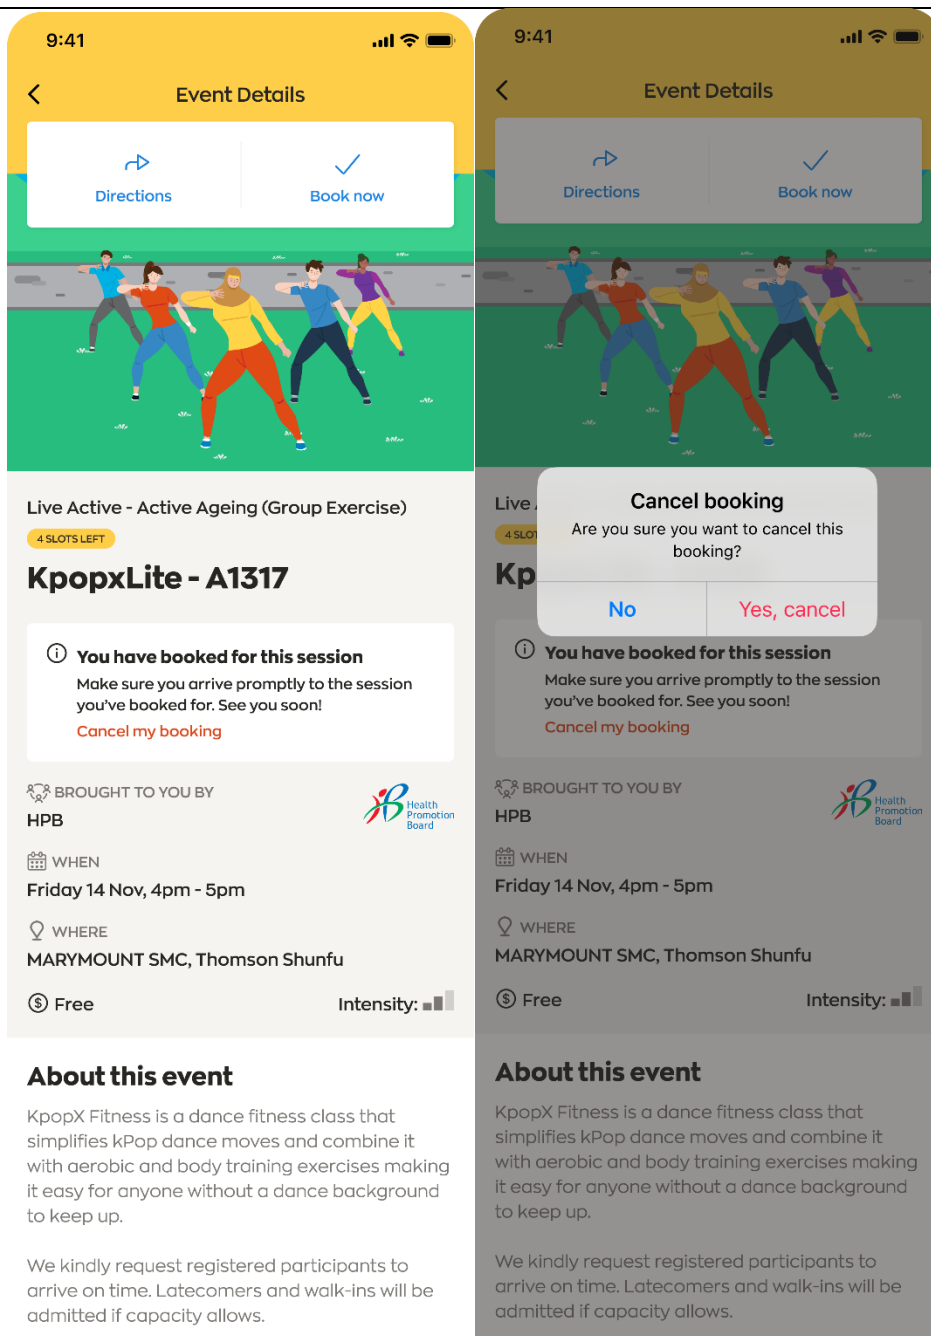 9:41
Event Details
Directions
Book now
Live Active - Active Ageing (Group Exercise)
4 SLOTS LEFT
KpopxLite - A1317
You have booked for this session
Make sure you arrive promptly to the session
you've booked for. See you soon!
Cancel my booking
BROUGHT TO YOU BY
HPB
Health
Promotion
Board
WHEN
Friday 14 Nov, 4pm - 5pm
WHERE
MARYMOUNT SMC, Thomson Shunfu
Free
Intensity:
About this event
KpopX Fitness is a dance fitness class that
simplifies kPop dance moves and combine it
with aerobic and body training exercises making
it easy for anyone without a dance background
to keep up.
We kindly request registered participants to
arrive on time. Latecomers and walk-ins will be
admitted if capacity allows.
9:41
Event Details
Directions
Book now
Live
4 SLOT
Kp
Cancel booking
Are you sure you want to cancel this
booking?
No
Yes, cancel
You have booked for this session
Make sure you arrive promptly to the session
you've booked for. See you soon!
Cancel my booking
BROUGHT TO YOU BY
HPB
Health
Promotion
Board
WHEN
Friday 14 Nov, 4pm - 5pm
WHERE
MARYMOUNT SMC, Thomson Shunfu
Free
Intensity:
About this event
KpopX Fitness is a dance fitness class that
simplifies kPop dance moves and combine it
with aerobic and body training exercises making
it easy for anyone without a dance background
to keep up.
We kindly request registered participants to
arrive on time. Latecomers and walk-ins will be
admitted if capacity allows.